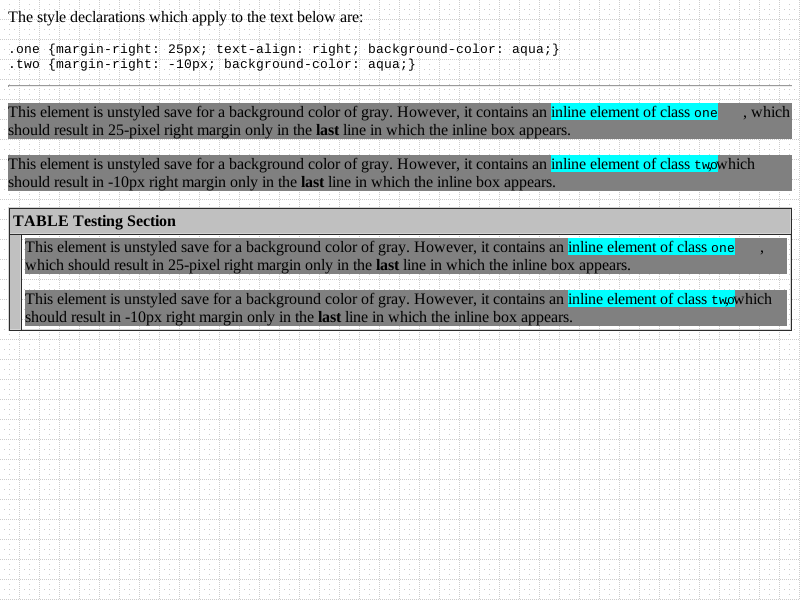 The style declarations which apply to the text below are:
.one {margin-right: 25px; text-align: right; background-color: aqua;}
.two {margin-right: -10px; background-color: aqua;}
This element is unstyled save for a background color of gray. However, it contains an inline element of class one, which
should result in 25-pixel right margin only in the last line in which the inline box appears.
This element is unstyled save for a background color of gray. However, it contains an inline element of class two, which
should result in -10px right margin only in the last line in which the inline box appears.
TABLE Testing Section
This element is unstyled save for a background color of gray. However, it contains an inline element of class one,
which should result in 25-pixel right margin only in the last line in which the inline box appears.
This element is unstyled save for a background color of gray. However, it contains an inline element of class two, which
should result in -10px right margin only in the last line in which the inline box appears.